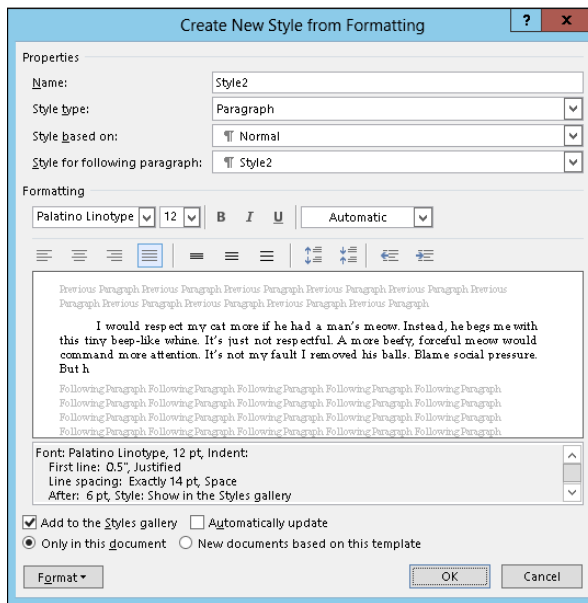 Create New Style from Formatting
? x
Properties
Name: Style2
Style type: Paragraph
Style based on: ¶ Normal
Style for following paragraph: ¶ Style2
Formatting
Palatino Linotype 12 B I U Automatic
Previous Paragraph Previous Paragraph Previous Paragraph Previous Paragraph Previous Paragraph Previous
Paragraph Previous Paragraph Previous Paragraph Previous Paragraph Previous Paragraph
I would respect my cat more if he had a man's meow. Instead, he begs me with
this tiny beep-like whine. It's just not respectful. A more beefy, forceful meow would
command more attention. It's not my fault I removed his balls. Blame social pressure.
But h
Following Paragraph Following Paragraph Following Paragraph Following Paragraph Following Paragraph
Following Paragraph Following Paragraph Following Paragraph Following Paragraph Following Paragraph
Following Paragraph Following Paragraph Following Paragraph Following Paragraph Following Paragraph
Following Paragraph Following Paragraph Following Paragraph Following Paragraph Following Paragraph
Font: Palatino Linotype, 12 pt, Indent:
First line: 0.5", Justified
Line spacing: Exactly 14 pt, Space
After: 6 pt, Style: Show in the Styles gallery
Add to the Styles gallery Automatically update
Only in this document New documents based on this template
Format OK Cancel